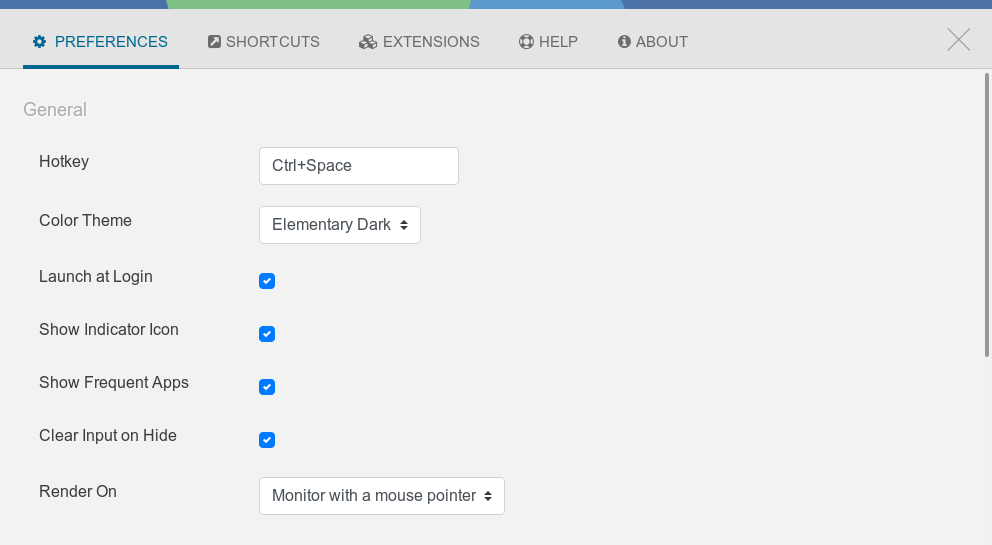 PREFERENCES SHORTCUTS EXTENSIONS HELP ABOUT
General
Hotkey Ctrl+Space
Color Theme Elementary Dark
Launch at Login
Show Indicator Icon
Show Frequent Apps
Clear Input on Hide
Render On Monitor with a mouse pointer